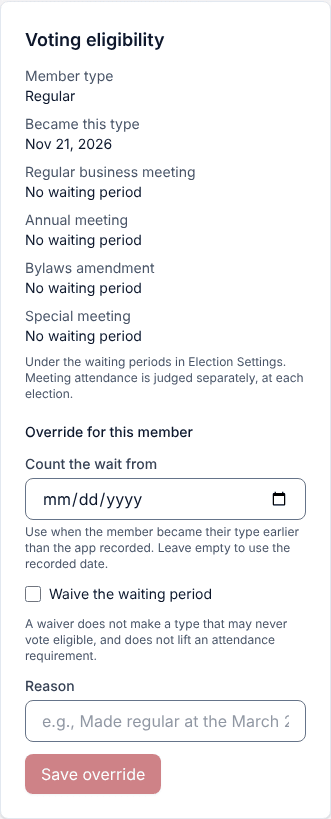 Voting eligibility
Member type
Regular
Became this type
Nov 21, 2026
Regular business meeting
No waiting period
Annual meeting
No waiting period
Bylaws amendment
No waiting period
Special meeting
No waiting period
Under the waiting periods in Election Settings.
Meeting attendance is judged separately, at each
election.
Override for this member
Count the wait from
mm/dd/yyyy
Use when the member became their type earlier
than the app recorded. Leave empty to use the
recorded date.
Waive the waiting period
A waiver does not make a type that may never
vote eligible, and does not lift an attendance
requirement.
Reason
e.g., Made regular at the March 2
Save override